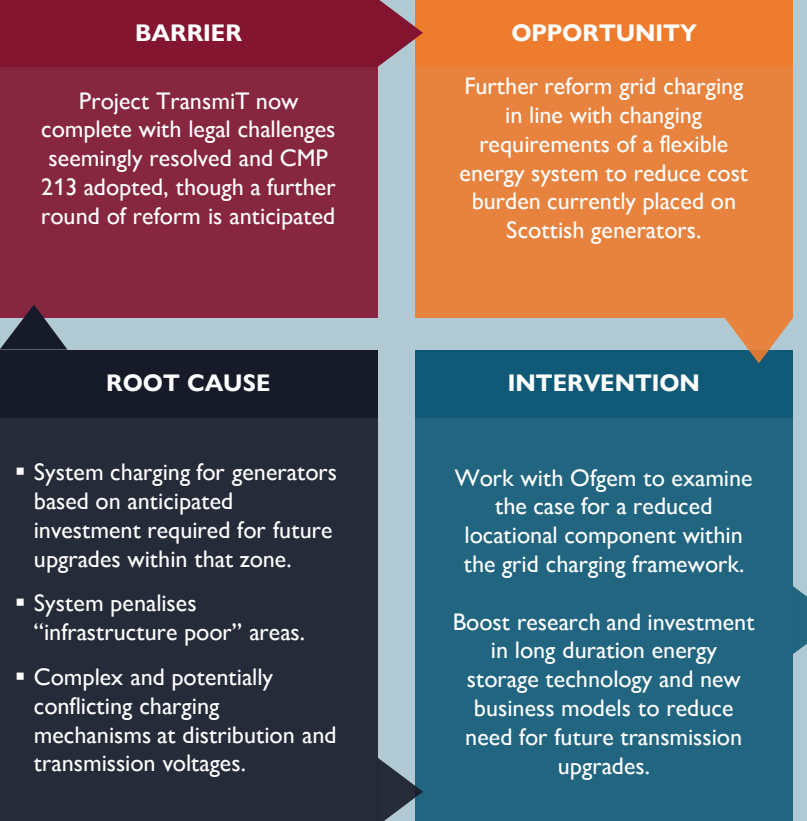 BARRIER
Project TransmiT now
complete with legal challenges
seemingly resolved and CMP
213 adopted, though a further
round of reform is anticipated
OPPORTUNITY
Further reform grid charging
in line with changing
requirements of a flexible
energy system to reduce cost
burden currently placed on
Scottish generators.
ROOT CAUSE
▪ System charging for generators
based on anticipated
investment required for future
upgrades within that zone.
▪ System penalises
“infrastructure poor” areas.
▪ Complex and potentially
conflicting charging
mechanisms at distribution and
transmission voltages.
INTERVENTION
Work with Ofgem to examine
the case for a reduced
locational component within
the grid charging framework.
Boost research and investment
in long duration energy
storage technology and new
business models to reduce
need for future transmission
upgrades.